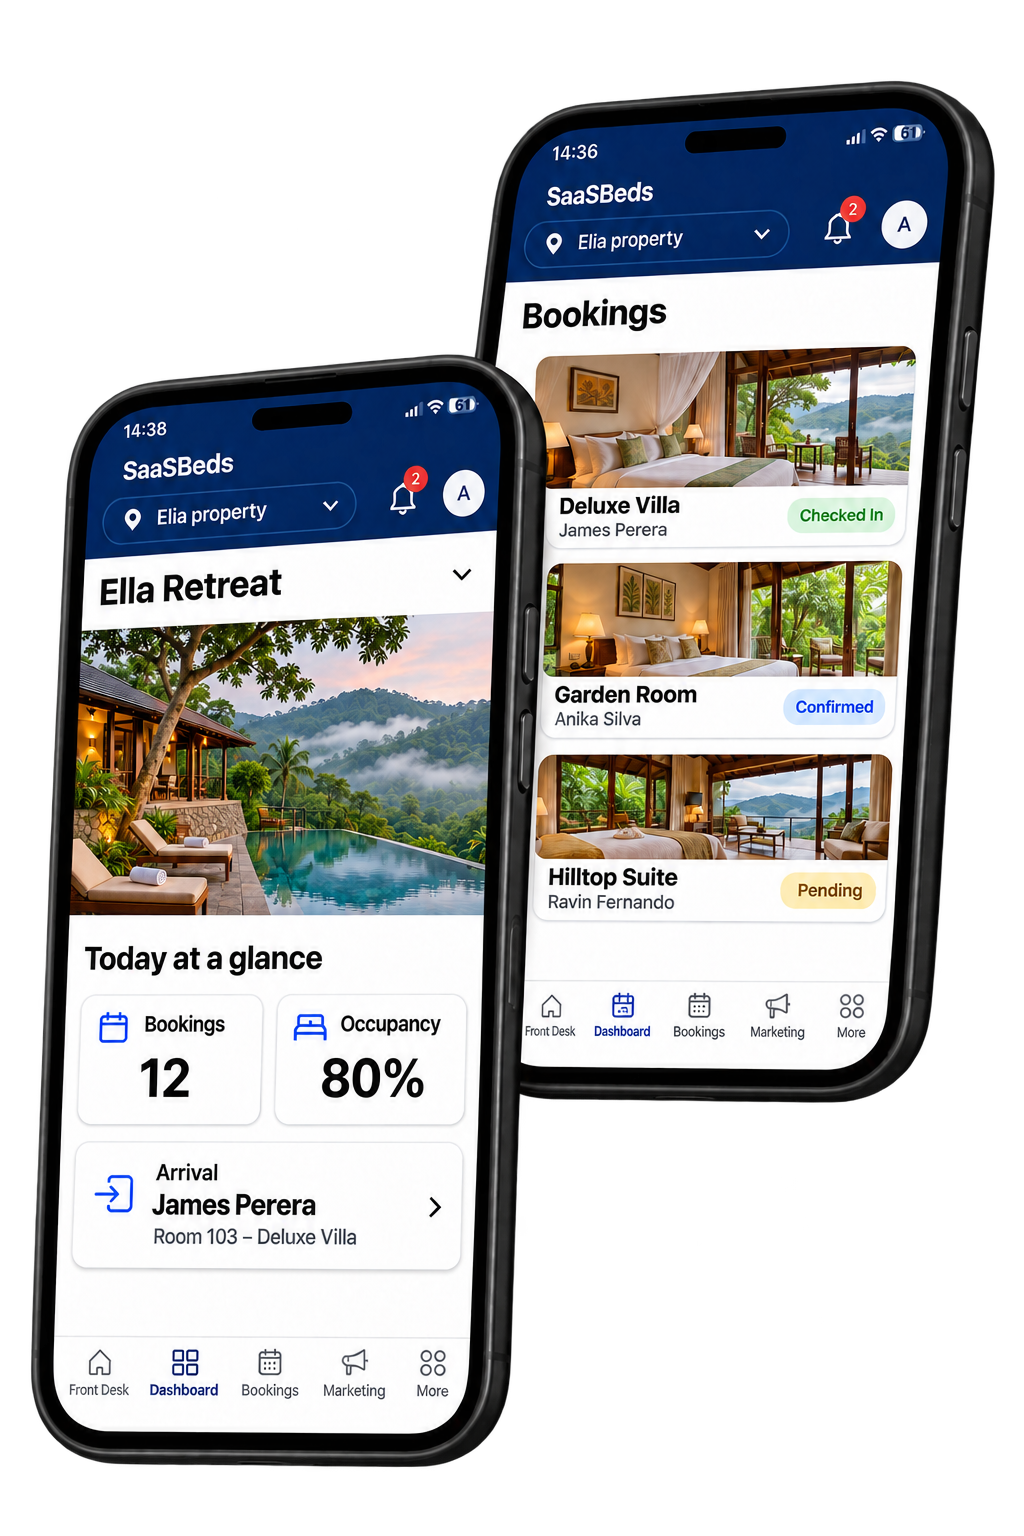 14:36
61
SaaSBeds
2
A
Elia property
Bookings
Deluxe Villa
James Perera
Checked In
Garden Room
Anika Silva
Confirmed
Hilltop Suite
Ravin Fernando
Pending
Front Desk
Dashboard
Bookings
Marketing
More
14:38
61
SaaSBeds
2
A
Elia property
Ella Retreat
Today at a glance
Bookings
12
Occupancy
80%
Arrival
James Perera
Room 103 – Deluxe Villa
Front Desk
Dashboard
Bookings
Marketing
More